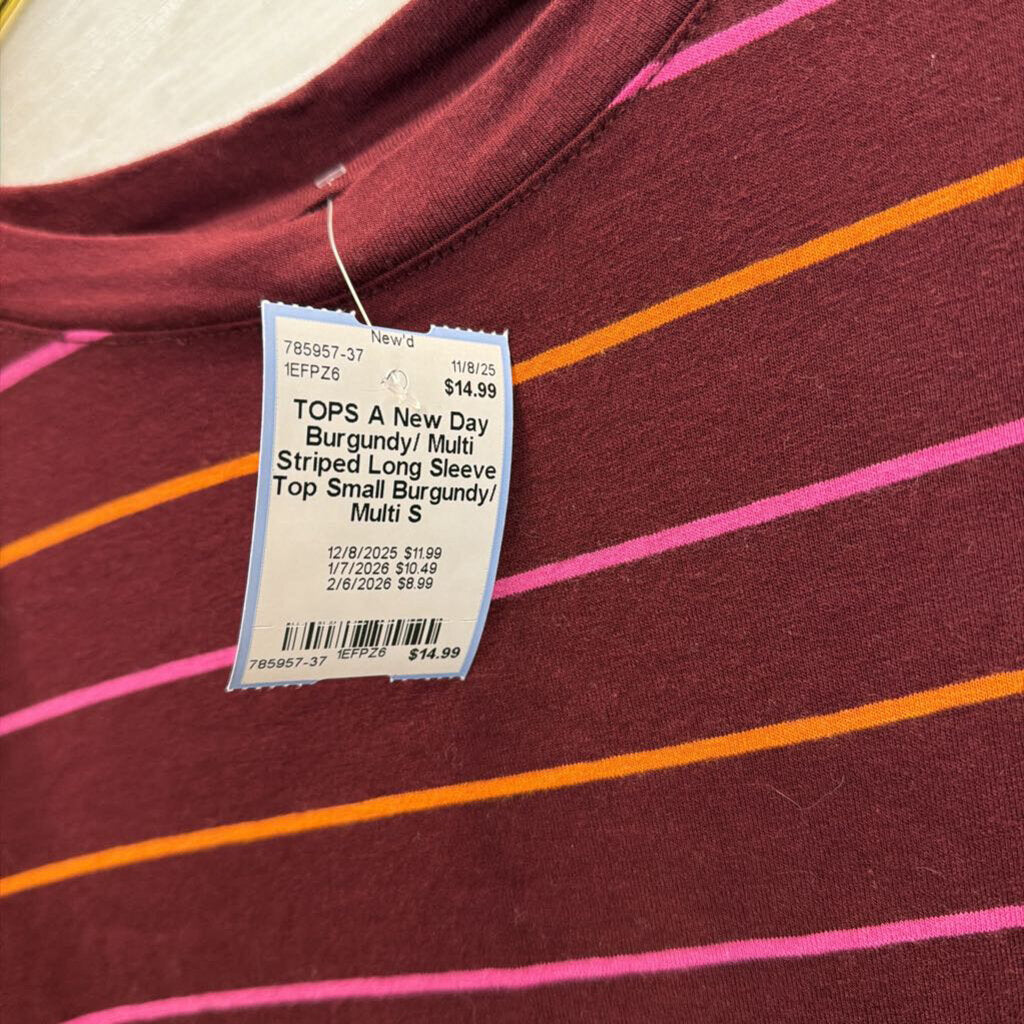 New'd
785957-37
11/8/25
1EFPZ6
$14.99
TOPS A New Day
Burgundy/ Multi
Striped Long Sleeve
Top Small Burgundy/
Multi S
12/8/2025 $11.99
1/7/2026 $10.49
2/6/2026 $8.99
785957-37 1EFPZ6 $14.99